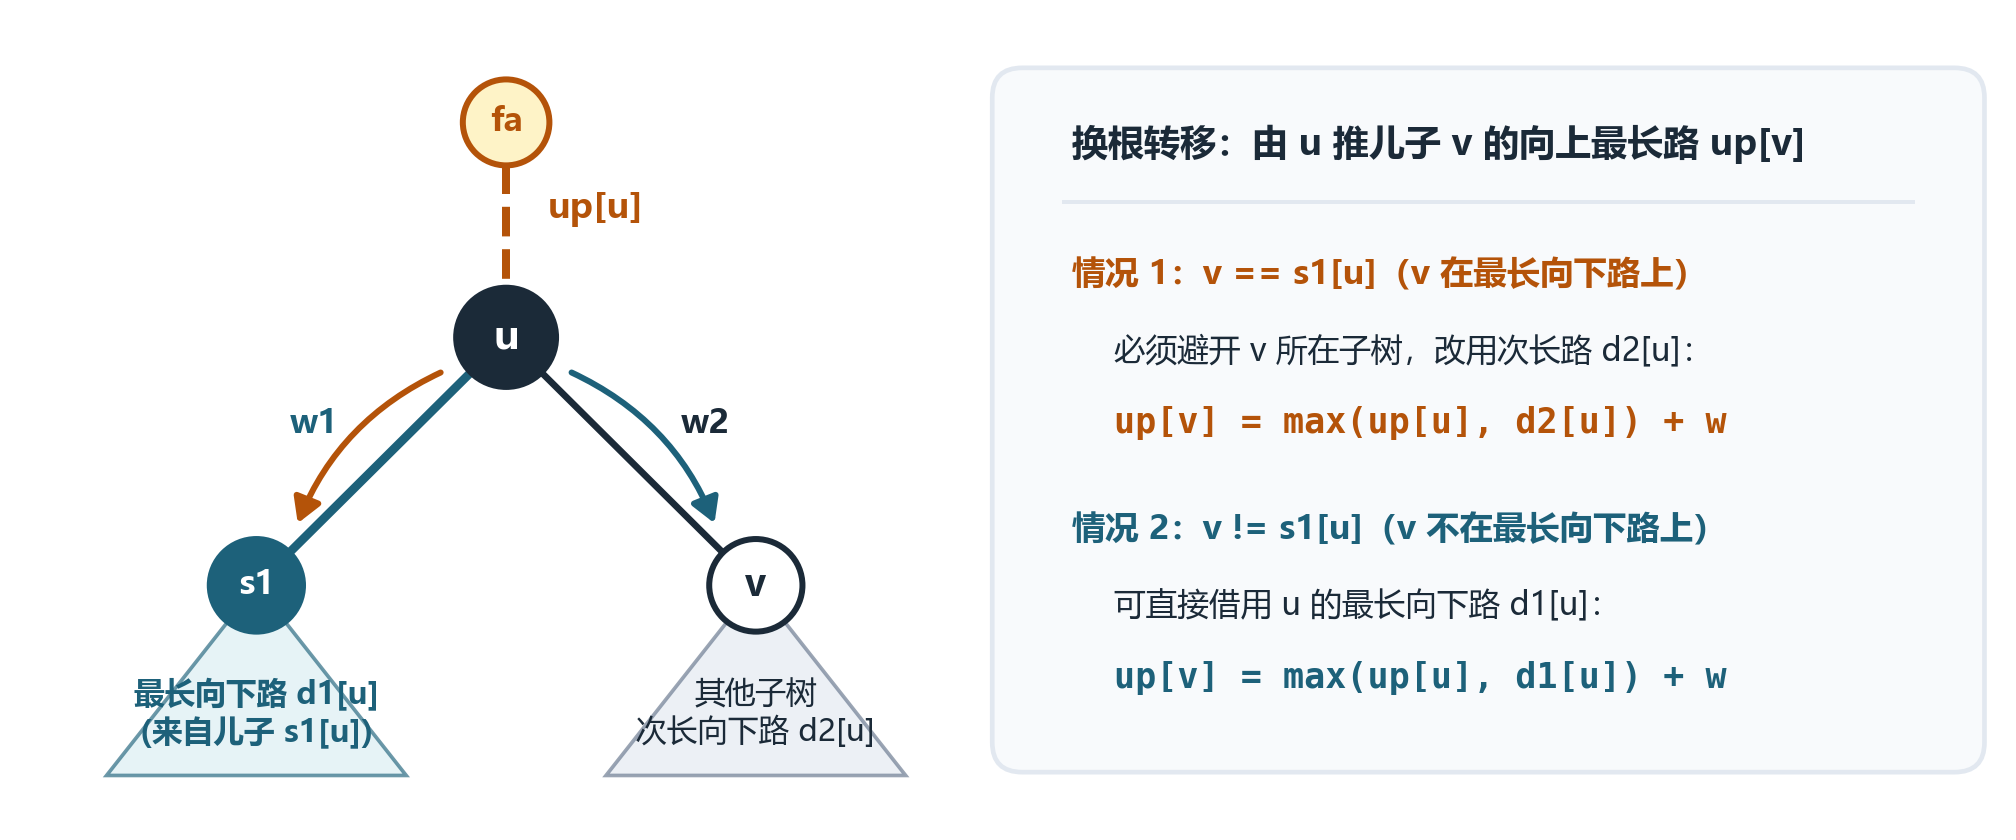 fa
up[u]
u
w1
w2
s1
v
最长向下路 d1[u]
(来自儿子 s1[u])
其他子树
次长向下路 d2[u]
换根转移：由 u 推儿子 v 的向上最长路 up[v]
情况 1：v == s1[u]（v 在最长向下路上）
必须避开 v 所在子树，改用次长路 d2[u]：
up[v] = max(up[u], d2[u]) + w
情况 2：v != s1[u]（v 不在最长向下路上）
可直接借用 u 的最长向下路 d1[u]：
up[v] = max(up[u], d1[u]) + w